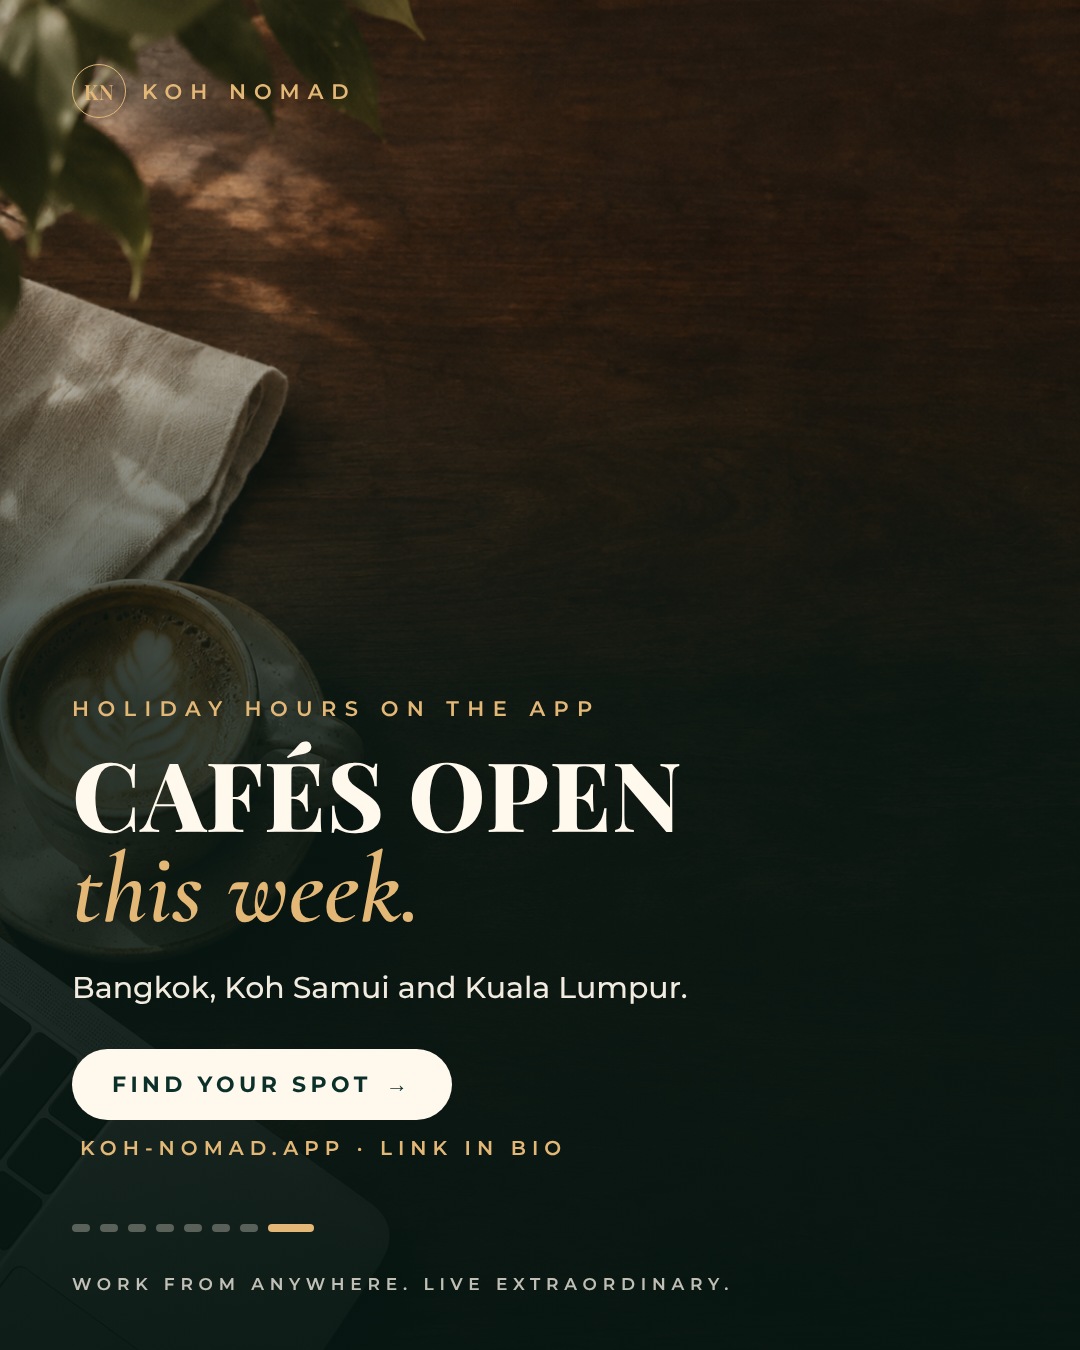 KN KOH NOMAD
HOLIDAY HOURS ON THE APP
CAFÉS OPEN
this week.
Bangkok, Koh Samui and Kuala Lumpur.
FIND YOUR SPOT →
KOH-NOMAD.APP · LINK IN BIO
WORK FROM ANYWHERE. LIVE EXTRAORDINARY.